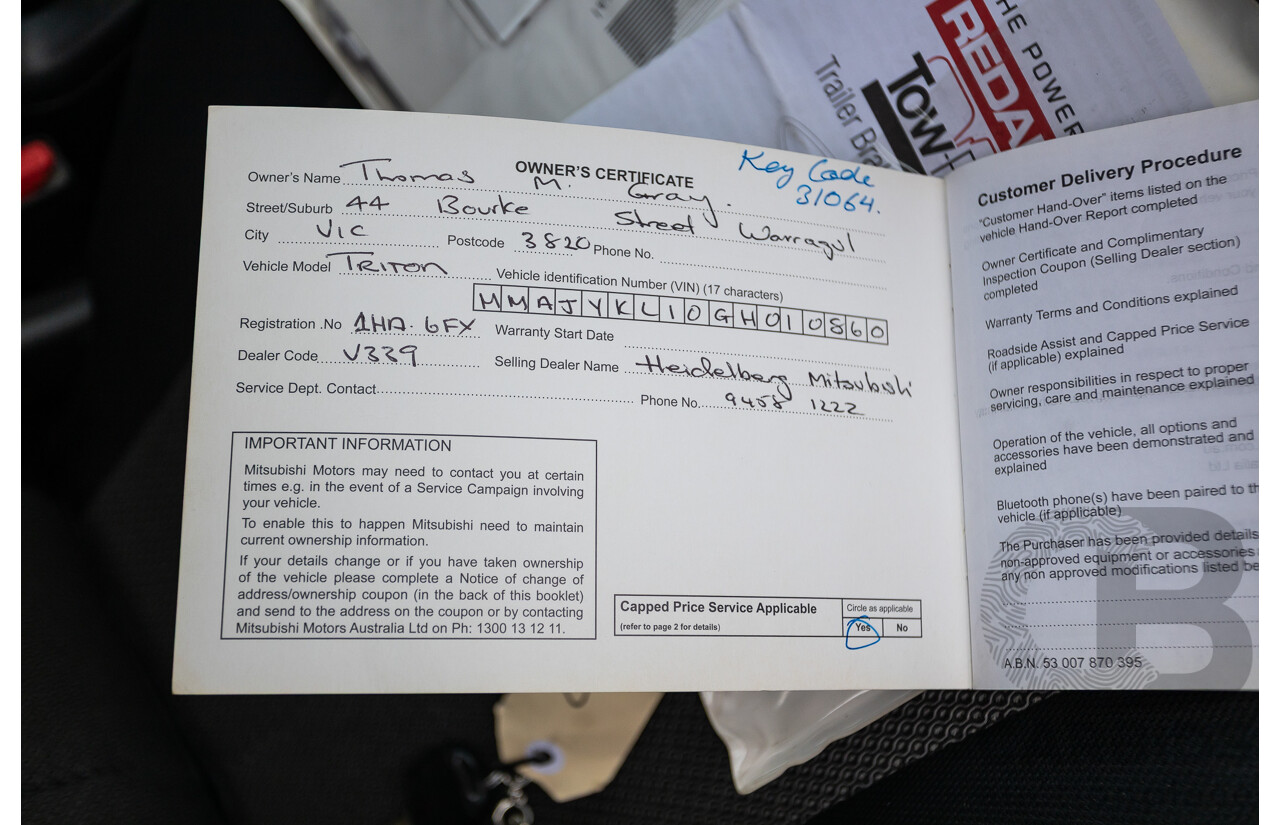 THE POWER
REDA
TOW-
Trailer Bra
OWNER'S CERTIFICATE
Key Code
31064.
Owner's Name Thomas M. Gray.
Street/Suburb 44 Bourke Street Warragul
City VIC Postcode 3820 Phone No.
Vehicle Model TRITON Vehicle identification Number (VIN) (17 characters)
MMAJYKL10GH010860
Registration .No 1HA. 6FX Warranty Start Date
Dealer Code V339 Selling Dealer Name Heidelberg Mitsubishi
Service Dept. Contact Phone No. 9458 1222
IMPORTANT INFORMATION
Mitsubishi Motors may need to contact you at certain
times e.g. in the event of a Service Campaign involving
your vehicle.
To enable this to happen Mitsubishi need to maintain
current ownership information.
If your details change or if you have taken ownership
of the vehicle please complete a Notice of change of
address/ownership coupon (in the back of this booklet)
and send to the address on the coupon or by contacting
Mitsubishi Motors Australia Ltd on Ph: 1300 13 12 11.
Capped Price Service Applicable
(refer to page 2 for details)
Circle as applicable
Yes No
Customer Delivery Procedure
"Customer Hand-Over" items listed on the
vehicle Hand-Over Report completed
Owner Certificate and Complimentary
Inspection Coupon (Selling Dealer section)
completed
Warranty Terms and Conditions explained
Roadside Assist and Capped Price Service
(if applicable) explained
Owner responsibilities in respect to proper
servicing, care and maintenance explained
Operation of the vehicle, all options and
accessories have been demonstrated and
explained
Bluetooth phone(s) have been paired to th
vehicle (if applicable)
The Purchaser has been provided details
non-approved equipment or accessories
any non approved modifications listed be
A.B.N. 53 007 870 395
CB